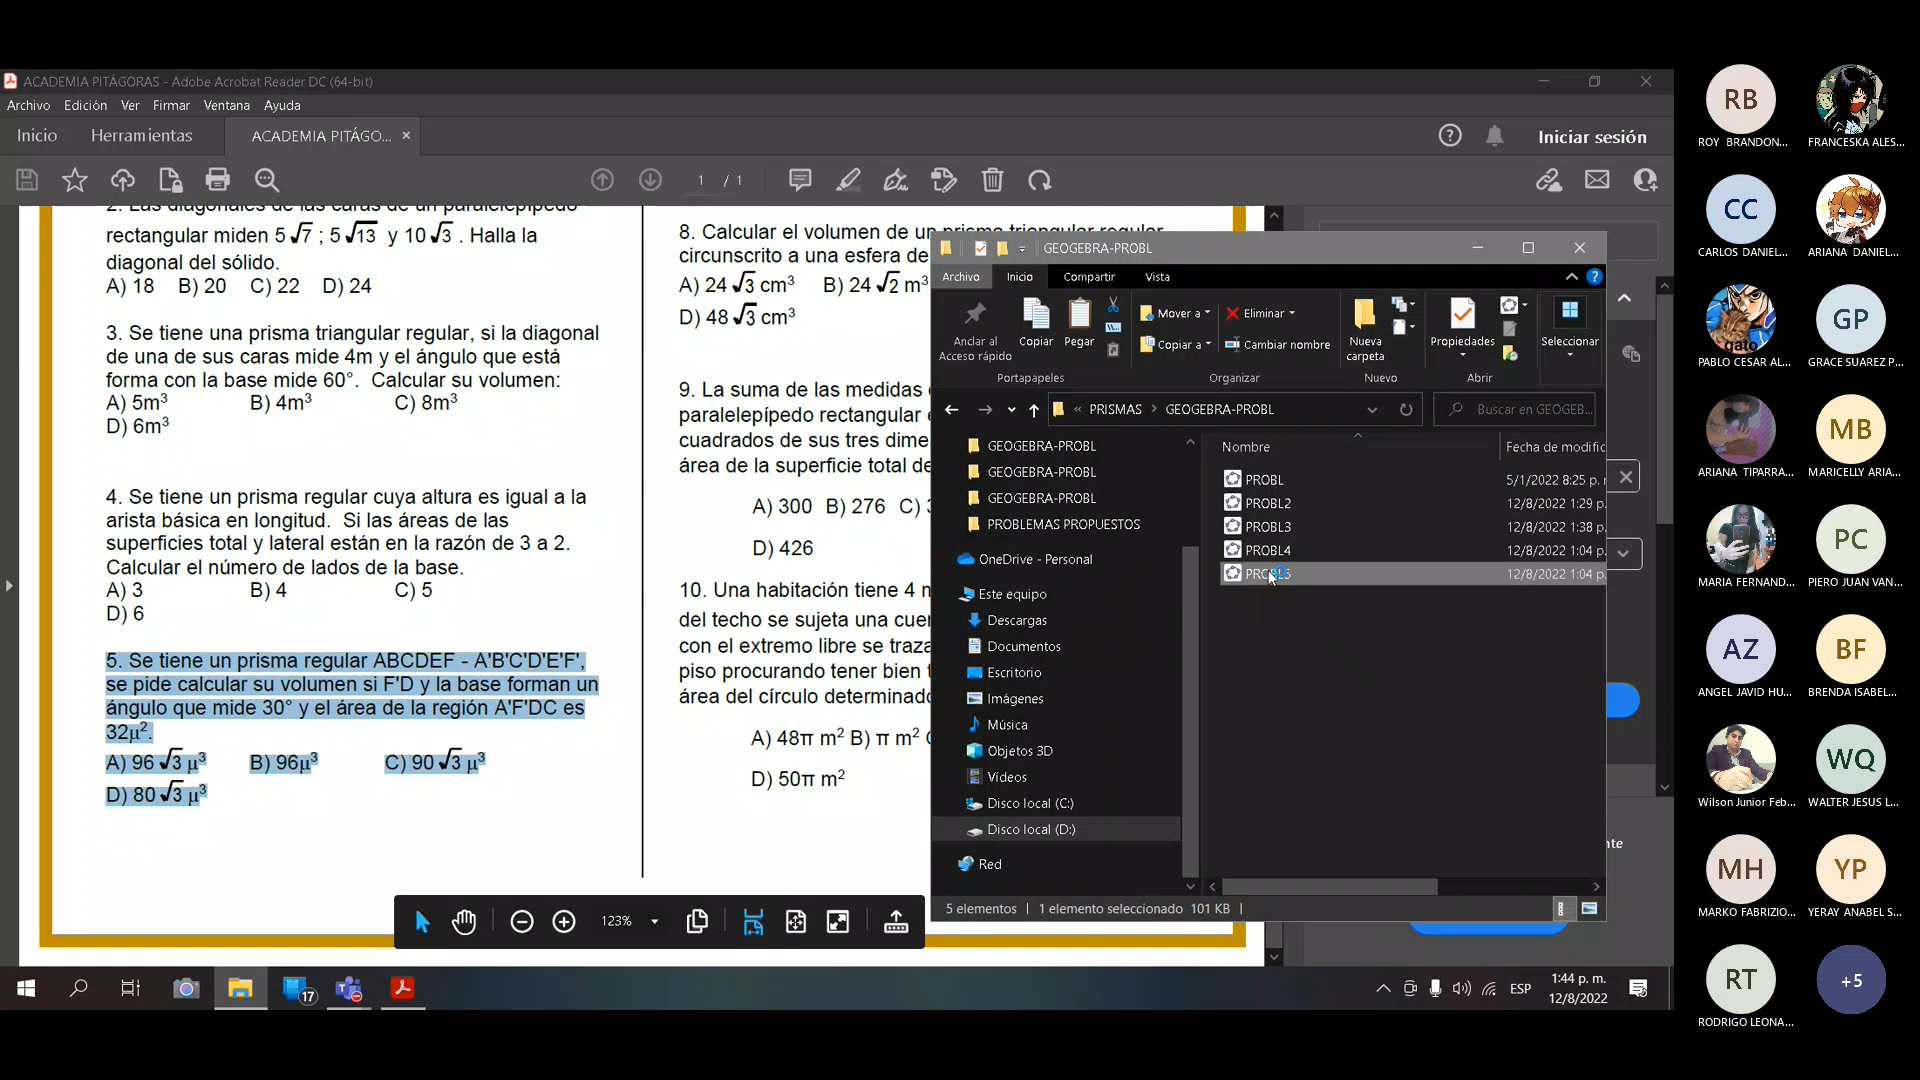 ACADEMIA PITÁGORAS - Adobe Acrobat Reader DC (64-bit)
Archivo Edición Ver Firmar Ventana Ayuda
Inicio Herramientas ACADEMIA PITÁGO... × Iniciar sesión
1 / 1
2. Las diagonales de las caras de un paralelepípedo
rectangular miden 5√7 ; 5√13 y 10√3 . Halla la
diagonal del sólido.
A) 18 B) 20 C) 22 D) 24
3. Se tiene una prisma triangular regular, si la diagonal
de una de sus caras mide 4m y el ángulo que está
forma con la base mide 60°. Calcular su volumen:
A) 5m³ B) 4m³ C) 8m³
D) 6m³
4. Se tiene un prisma regular cuya altura es igual a la
arista básica en longitud. Si las áreas de las
superficies total y lateral están en la razón de 3 a 2.
Calcular el número de lados de la base.
A) 3 B) 4 C) 5
D) 6
5. Se tiene un prisma regular ABCDEF - A'B'C'D'E'F',
se pide calcular su volumen si F'D y la base forman un
ángulo que mide 30° y el área de la región A'F'DC es
32μ².
A) 96√3 μ³ B) 96μ³ C) 90√3 μ³
D) 80√3 μ³
8. Calcular el volumen de un prisma triangular regular
circunscrito a una esfera de
A) 24√3 cm³ B) 24√2 m³
D) 48√3 cm³
9. La suma de las medidas
paralelepípedo rectangular
cuadrados de sus tres dime
área de la superficie total de
A) 300 B) 276 C)
D) 426
10. Una habitación tiene 4 m
del techo se sujeta una cuer
con el extremo libre se traza
piso procurando tener bien t
área del círculo determinado
A) 48π m² B) π m²
D) 50π m²
123%
GEOGEBRA-PROBL
Archivo Inicio Compartir Vista
Anclar al
Acceso rápido
Copiar
Pegar
Portapapeles
Mover a
Copiar a
Eliminar
Cambiar nombre
Organizar
Nueva
carpeta
Nuevo
Propiedades
Abrir
Seleccionar
« PRISMAS > GEOGEBRA-PROBL
Buscar en GEOGEB...
GEOGEBRA-PROBL
GEOGEBRA-PROBL
GEOGEBRA-PROBL
PROBLEMAS PROPUESTOS
OneDrive - Personal
Este equipo
Descargas
Documentos
Escritorio
Imágenes
Música
Objetos 3D
Vídeos
Disco local (C:)
Disco local (D:)
Red
Nombre Fecha de modific
PROBL 5/1/2022 8:25 p.
PROBL2 12/8/2022 1:29 p.
PROBL3 12/8/2022 1:38 p.
PROBL4 12/8/2022 1:04 p.
12/8/2022 1:04 p.
5 elementos 1 elemento seleccionado 101 KB
nte
17
ESP
1:44 p. m.
12/8/2022
RB
ROY BRANDON...
FRANCESKA ALES...
CC
CARLOS DANIEL...
ARIANA DANIEL...
gato
PABLO CESAR AL...
GP
GRACE SUAREZ P...
ARIANA TIPARRA...
MB
MARICELLY ARIA...
MARIA FERNAND...
PC
PIERO JUAN VAN...
AZ
ANGEL JAVID HU...
BF
BRENDA ISABEL...
Wilson Junior Feb...
WQ
WALTER JESUS L...
MH
MARKO FABRIZIO...
YP
YERAY ANABEL S...
RT
RODRIGO LEONA...
+5